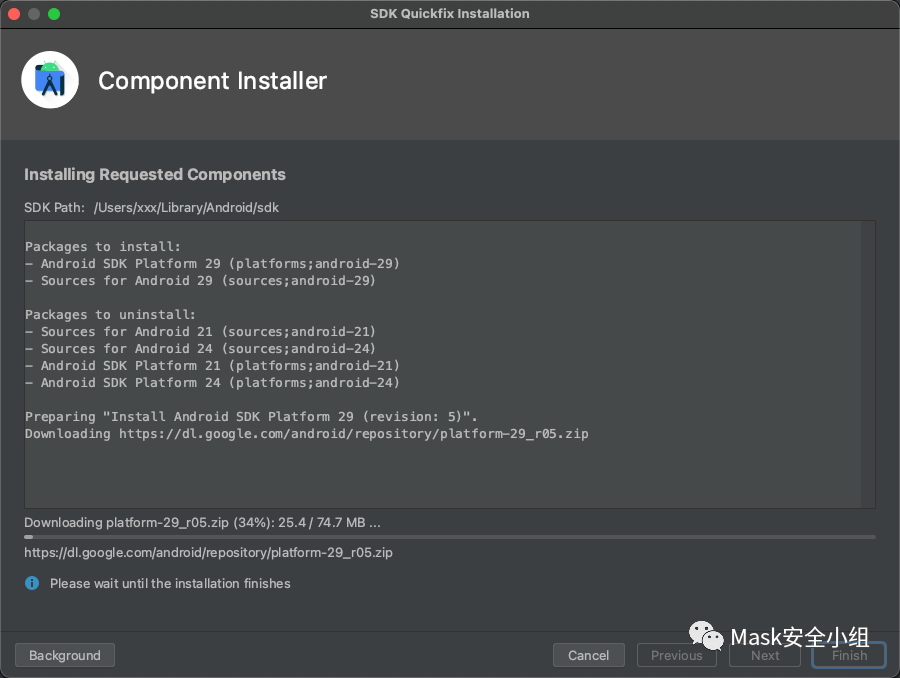 SDK Quickfix Installation
Component Installer
Installing Requested Components
SDK Path: /Users/xxx/Library/Android/sdk
Packages to install:
- Android SDK Platform 29 (platforms;android-29)
- Sources for Android 29 (sources;android-29)
Packages to uninstall:
- Sources for Android 21 (sources;android-21)
- Sources for Android 24 (sources;android-24)
- Android SDK Platform 21 (platforms;android-21)
- Android SDK Platform 24 (platforms;android-24)
Preparing "Install Android SDK Platform 29 (revision: 5)".
Downloading https://dl.google.com/android/repository/platform-29_r05.zip
Downloading platform-29_r05.zip (34%): 25.4 / 74.7 MB ...
https://dl.google.com/android/repository/platform-29_r05.zip
Please wait until the installation finishes
Mask安全小组
Background Cancel Previous Next Finish